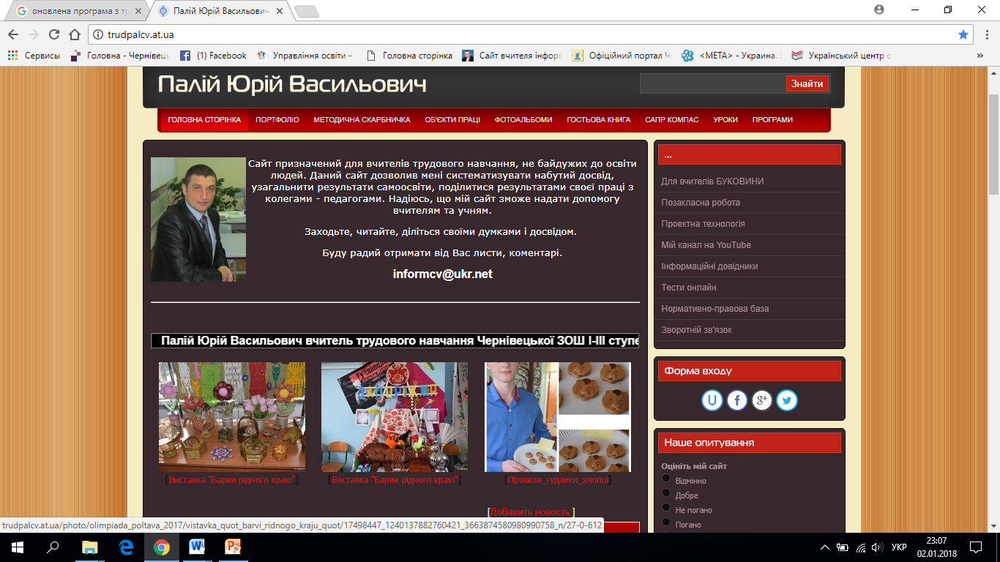 оновлена програма з тр
Палій Юрій Васильович
trudpalcv.at.ua
Сервисы
Головна - Чернівець
(1) Facebook
Управління освіти –
Головна сторінка
Сайт вчителя інформ
Офіційний портал Ч
<META> - Украина.
Український центр о
Палій Юрій Васильович
Знайти
ГОЛОВНА СТОРІНКА ПОРТФОЛІО МЕТОДИЧНА СКАРБНИЧКА ОБ'ЄКТИ ПРАЦІ ФОТОАЛЬБОМИ ГОСТЬОВА КНИГА САПР КОМПАС УРОКИ ПРОГРАМИ
Сайт призначений для вчителів трудового навчання, не байдужих до освіти
людей. Даний сайт дозволив мені систематизувати набутий досвід,
узагальнити результати самоосвіти, поділитися результатами своєї праці з
колегами - педагогами. Надіюсь, що мій сайт зможе надати допомогу
вчителям та учням.
Заходьте, читайте, діліться своїми думками і досвідом.
Буду радий отримати від Вас листи, коментарі.
informcv@ukr.net
Палій Юрій Васильович вчитель трудового навчання Чернівецької ЗОШ І-ІІІ ступе
[Виставка "Барви рідного краю"]
[Виставка "Барви рідного краю"]
[Проекти_гудзики_хлопці]
[Добавить новость ]
...
Для вчителів БУКОВИНИ
Позакласна робота
Проектна технологія
Мій канал на YouTube
Інформаційні довідники
Тести онлайн
Нормативно-правова база
Зворотній зв'язок
Форма входу
Наше опитування
Оцініть мій сайт
Відмінно
Добре
Не погано
Погано
trudpalcv.at.ua/photo/olimpiada_poltava_2017/vistavka_quot_barvi_ridnogo_kraju_quot/17498447_1240137882760421_3663874580980990758_n/27-0-612
УКР
23:07
02.01.2018